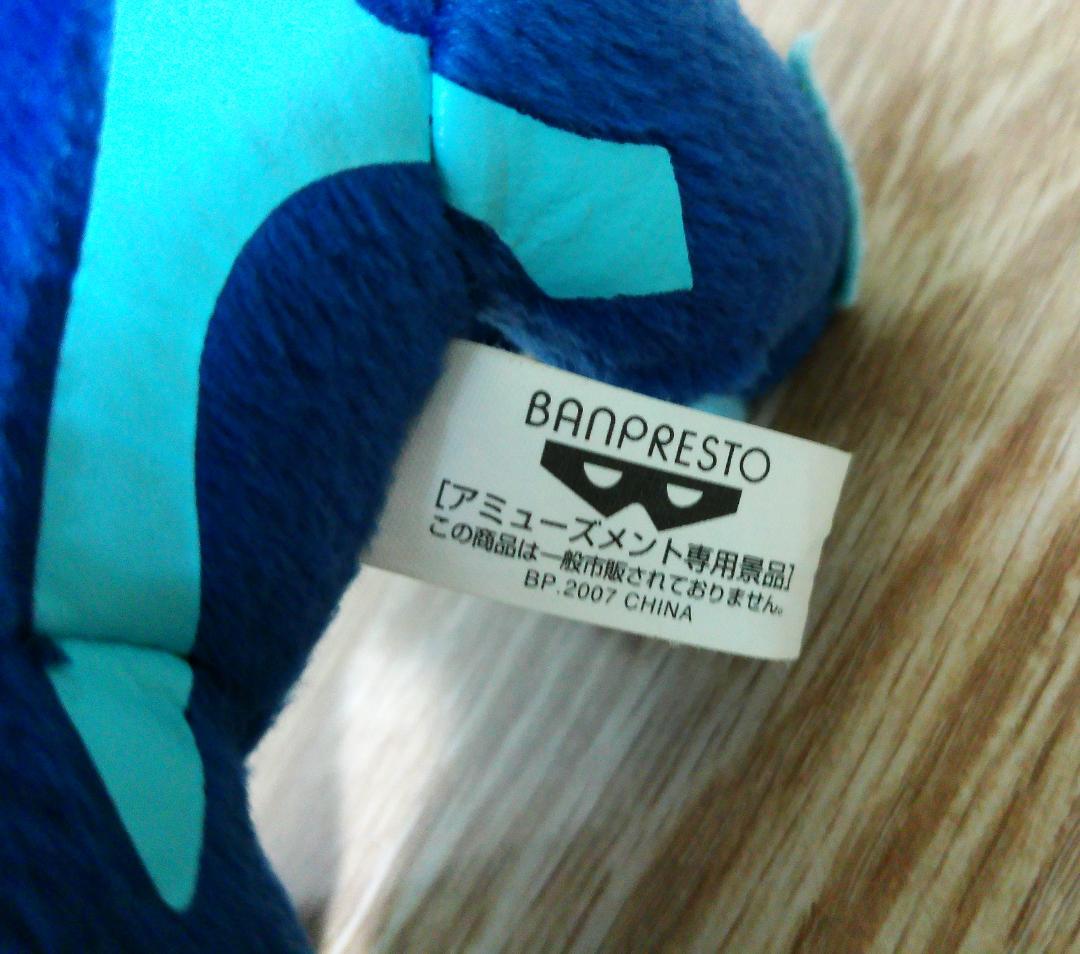 BANPRESTO
[アミューズメント専用景品]
この商品は一般市販されておりません。
BP.2007 CHINA